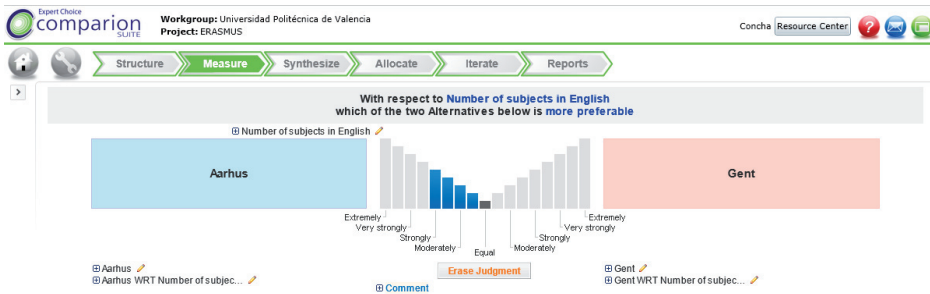 Expert Choice
comparion
SUITE
Workgroup: Universidad Politécnica de Valencia
Project: ERASMUS
Concha Resource Center ?
Structure Measure Synthesize Allocate Iterate Reports
>
With respect to Number of subjects in English
which of the two Alternatives below is more preferable
Number of subjects in English
Aarhus Gent
Extremely Extremely
Very strongly Very strongly
Strongly Strongly
Moderately Moderately
Equal
Aarhus Erase Judgment Gent
Aarhus WRT Number of subjec... Gent WRT Number of subjec...
Comment